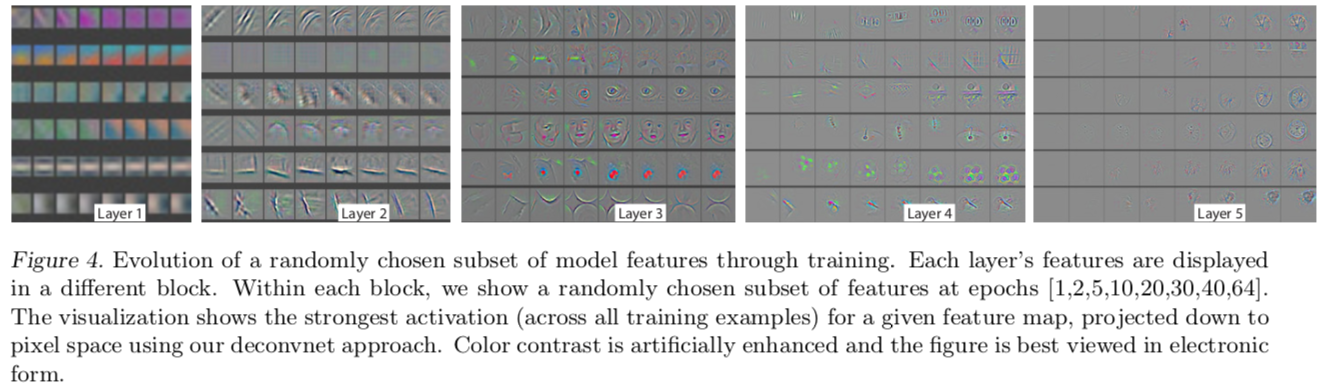 Layer 1
Layer 2
Layer 3
Layer 4
Layer 5
Figure 4. Evolution of a randomly chosen subset of model features through training. Each layer's features are displayed
in a different block. Within each block, we show a randomly chosen subset of features at epochs [1,2,5,10,20,30,40,64].
The visualization shows the strongest activation (across all training examples) for a given feature map, projected down to
pixel space using our deconvnet approach. Color contrast is artificially enhanced and the figure is best viewed in electronic
form.